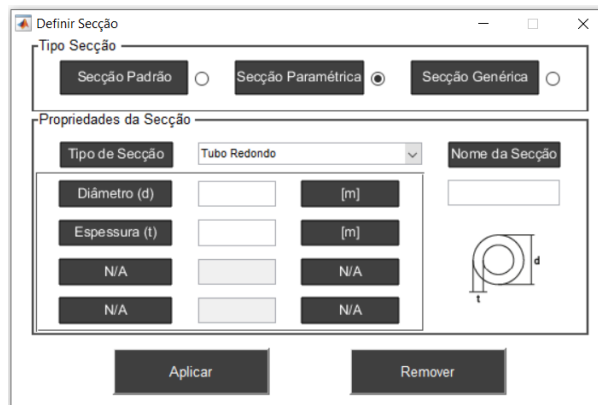 Definir Secção
Tipo Secção
Secção Padrão Secção Paramétrica Secção Genérica
Propriedades da Secção
Tipo de Secção Tubo Redondo Nome da Secção
Diâmetro (d) [m]
Espessura (t) [m]
N/A N/A
N/A N/A
d
t
Aplicar Remover